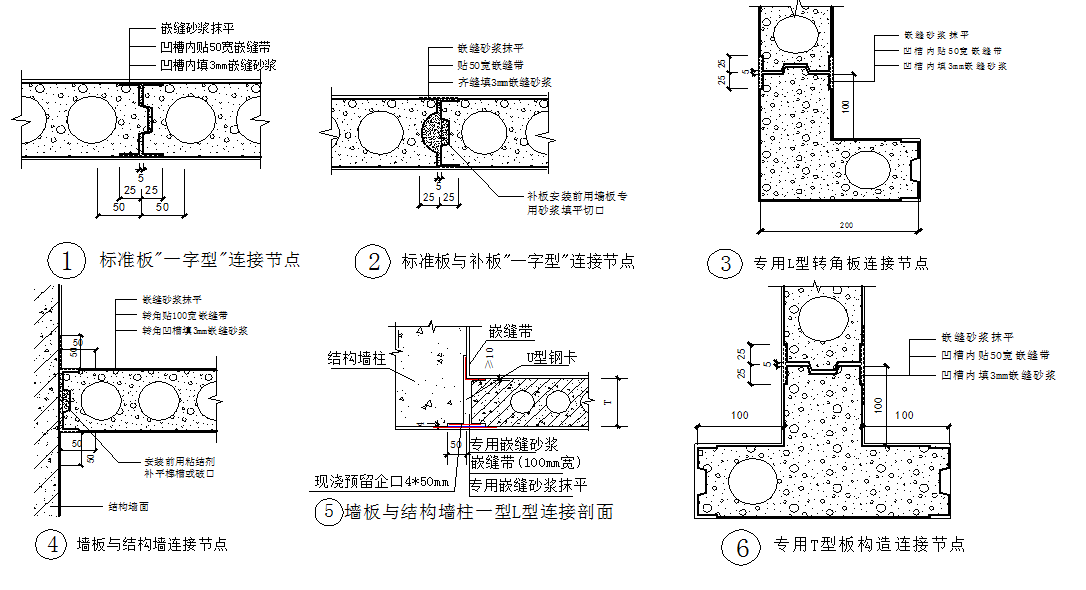 嵌缝砂浆抹平
凹槽内贴50宽嵌缝带
凹槽内填3mm嵌缝砂浆
5
25 25
50 50
1 标准板"一字型"连接节点
嵌缝砂浆抹平
贴50宽嵌缝带
齐缝填3mm嵌缝砂浆
5
25 25
补板安装前用墙板专
用砂浆填平切口
2 标准板与补板"一字型"连接节点
嵌缝砂浆抹平
凹槽内贴50宽嵌缝带
凹槽内填3mm嵌缝砂浆
25
5
25
100
200
3 专用L型转角板连接节点
嵌缝砂浆抹平
转角贴100宽嵌缝带
转角凹槽填3mm嵌缝砂浆
50
50
50
50
安装前用粘结剂
补平榫槽或破口
结构墙面
4 墙板与结构墙连接节点
嵌缝带
≥10
U型钢卡
结构墙柱
T
4
50
专用嵌缝砂浆
嵌缝带(100mm宽)
现浇预留企口4*50mm
专用嵌缝砂浆抹平
5 墙板与结构墙柱一型L型连接剖面
嵌缝砂浆抹平
凹槽内贴50宽嵌缝带
凹槽内填3mm嵌缝砂浆
25
5
25
100
100
100
6 专用T型板构造连接节点